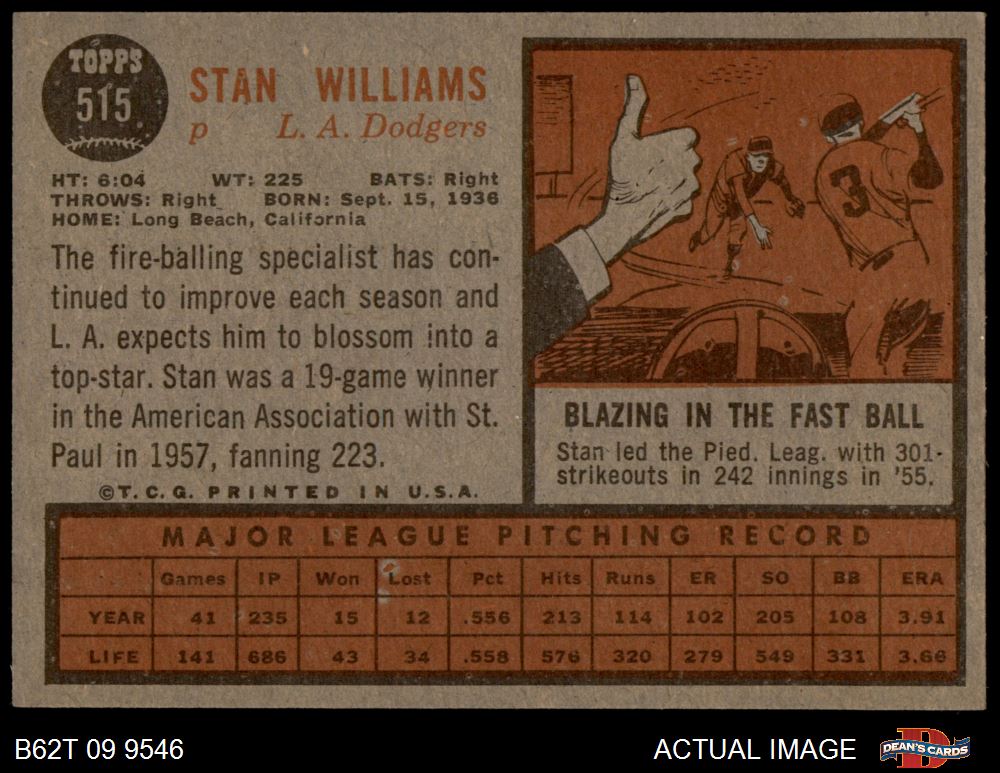 TOPPS
515
STAN WILLIAMS
p L. A. Dodgers
HT: 6:04 WT: 225 BATS: Right
THROWS: Right BORN: Sept. 15, 1936
HOME: Long Beach, California
The fire-balling specialist has con-
tinued to improve each season and
L. A. expects him to blossom into a
top-star. Stan was a 19-game winner
in the American Association with St.
Paul in 1957, fanning 223.
©T. C. G. PRINTED IN U.S.A.
3
BLAZING IN THE FAST BALL
Stan led the Pied. Leag. with 301-
strikeouts in 242 innings in '55.
MAJOR LEAGUE PITCHING RECORD
Games IP Won Lost Pct Hits Runs ER SO BB ERA
YEAR 41 235 15 12 .556 213 114 102 205 108 3.91
LIFE 141 686 43 34 .558 576 320 279 549 331 3.66
B62T 09 9546
ACTUAL IMAGE
DEAN'S CARDS